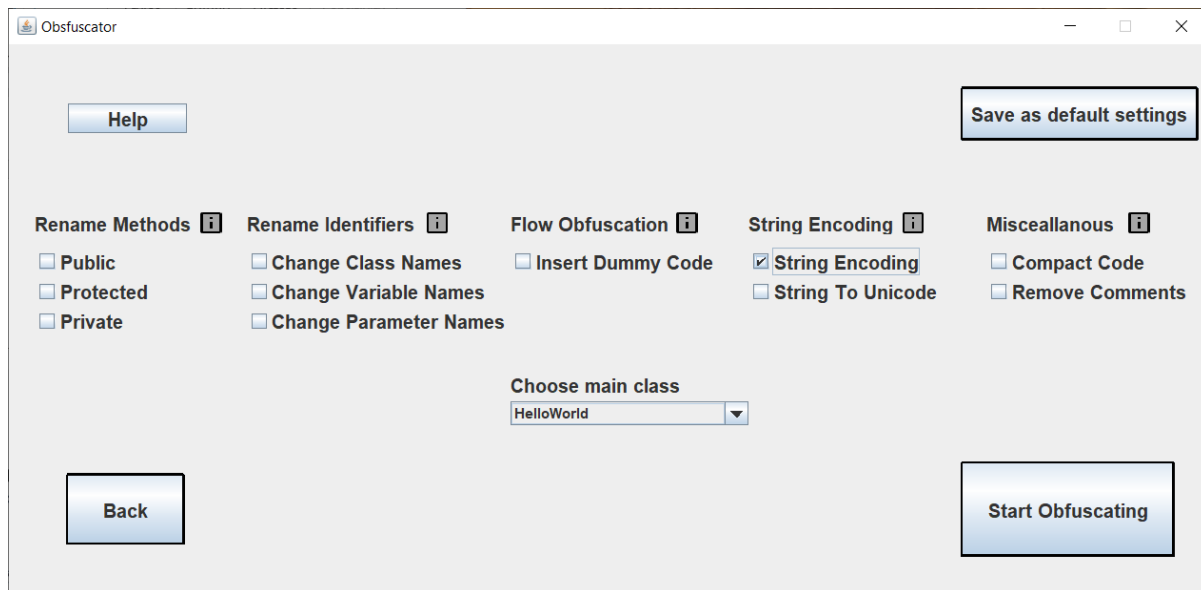 Obsfuscator
Help
Save as default settings
Rename Methods i Rename Identifiers i Flow Obfuscation i String Encoding i Misceallanous i
Public Change Class Names Insert Dummy Code String Encoding Compact Code
Protected Change Variable Names String To Unicode Remove Comments
Private Change Parameter Names
Choose main class
HelloWorld
Back Start Obfuscating